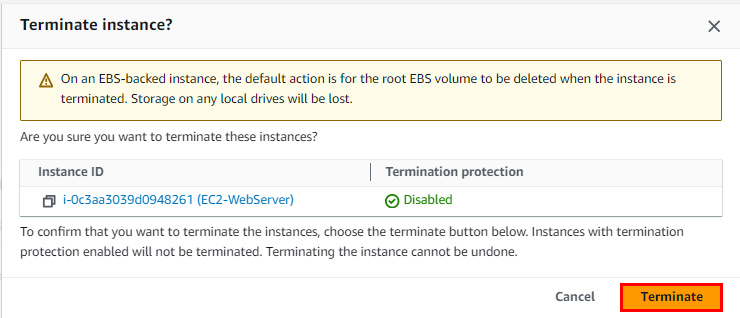 Terminate instance?
On an EBS-backed instance, the default action is for the root EBS volume to be deleted when the instance is
terminated. Storage on any local drives will be lost.
Are you sure you want to terminate these instances?
Instance ID Termination protection
i-0c3aa3039d0948261 (EC2-WebServer) Disabled
To confirm that you want to terminate the instances, choose the terminate button below. Instances with termination
protection enabled will not be terminated. Terminating the instance cannot be undone.
Cancel Terminate